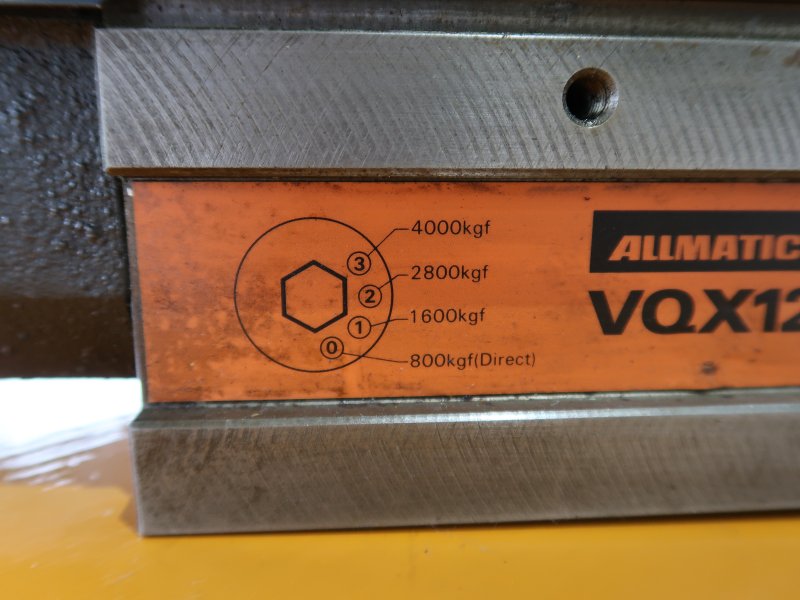 4000kgf
③
2800kgf
②
1600kgf
①
800kgf(Direct)
⓪
ALLMATIC
VQX12